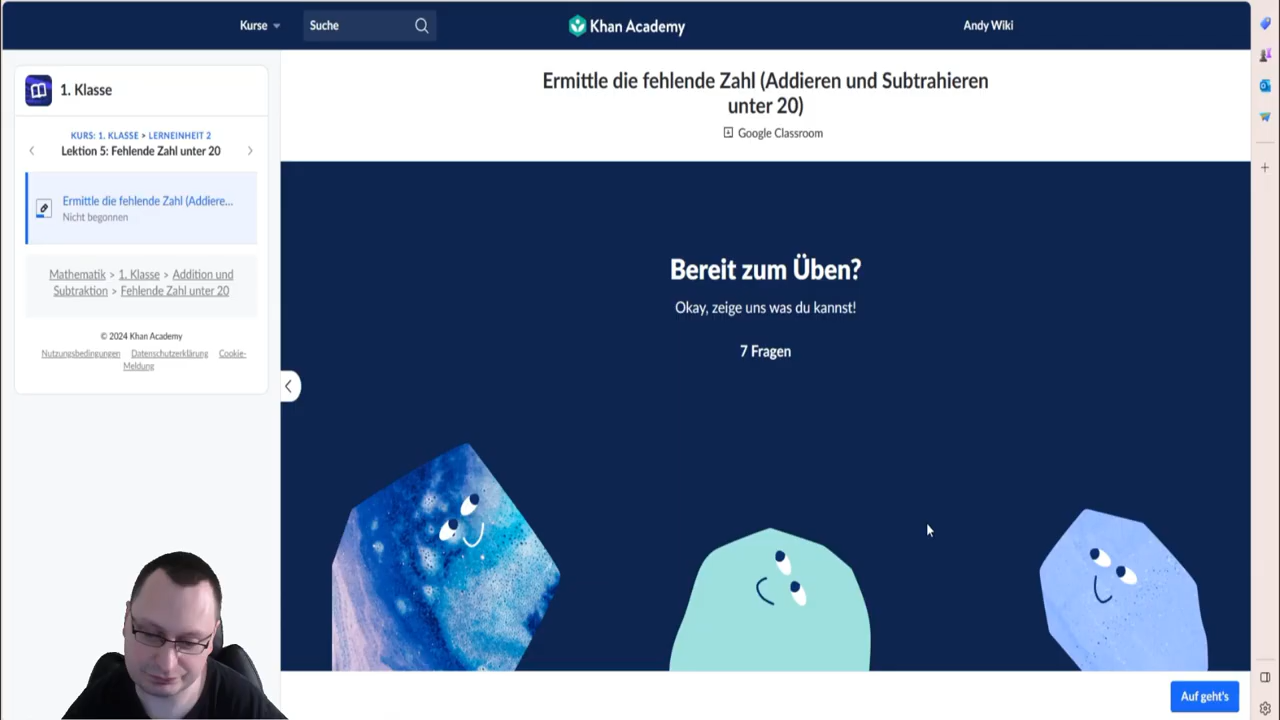 Kurse
Suche
Khan Academy
Andy Wiki
1. Klasse
KURS: 1. KLASSE > LERNEINHEIT 2
Lektion 5: Fehlende Zahl unter 20
Ermittle die fehlende Zahl (Addiere...
Nicht begonnen
Mathematik > 1. Klasse > Addition und
Subtraktion > Fehlende Zahl unter 20
© 2024 Khan Academy
Nutzungsbedingungen Datenschutzerklärung Cookie-
Meldung
Ermittle die fehlende Zahl (Addieren und Subtrahieren
unter 20)
Google Classroom
Bereit zum Üben?
Okay, zeige uns was du kannst!
7 Fragen
Auf geht's